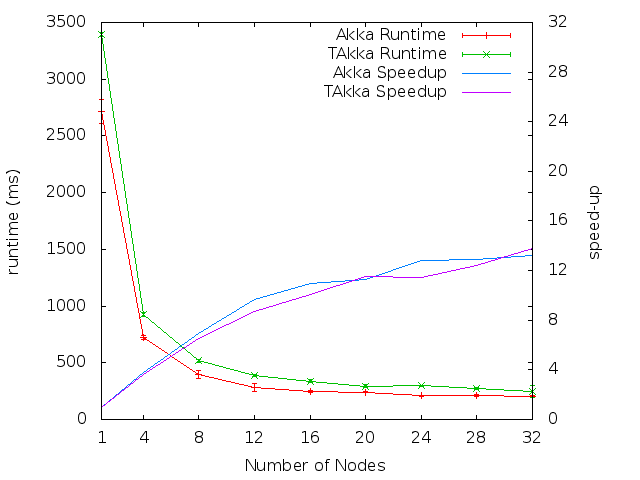 3500
3000
2500
2000
1500
1000
500
0
runtime (ms)
Akka Runtime
TAkka Runtime
Akka Speedup
TAkka Speedup
32
28
24
20
16
12
8
4
0
speed-up
1 4 8 12 16 20 24 28 32
Number of Nodes